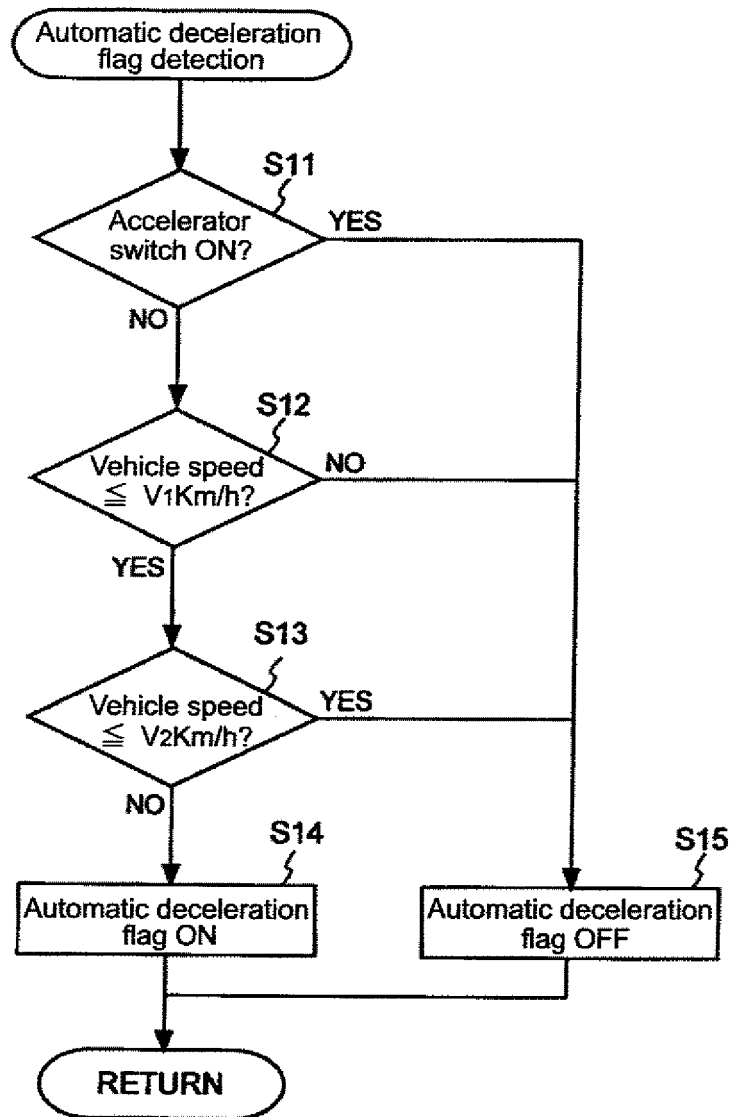 Automatic deceleration
flag detection
S11
Accelerator
switch ON?
YES
NO
S12
Vehicle speed
≦ V1Km/h?
NO
YES
S13
Vehicle speed
≦ V2Km/h?
YES
NO
S14
Automatic deceleration
flag ON
S15
Automatic deceleration
flag OFF
RETURN